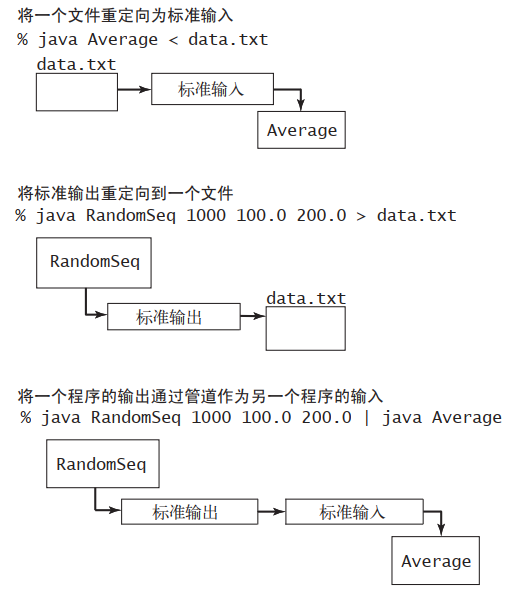 将一个文件重定向为标准输入
% java Average < data.txt
data.txt
标准输入
Average
将标准输出重定向到一个文件
% java RandomSeq 1000 100.0 200.0 > data.txt
RandomSeq
data.txt
标准输出
将一个程序的输出通过管道作为另一个程序的输入
% java RandomSeq 1000 100.0 200.0 | java Average
RandomSeq
标准输出
标准输入
Average